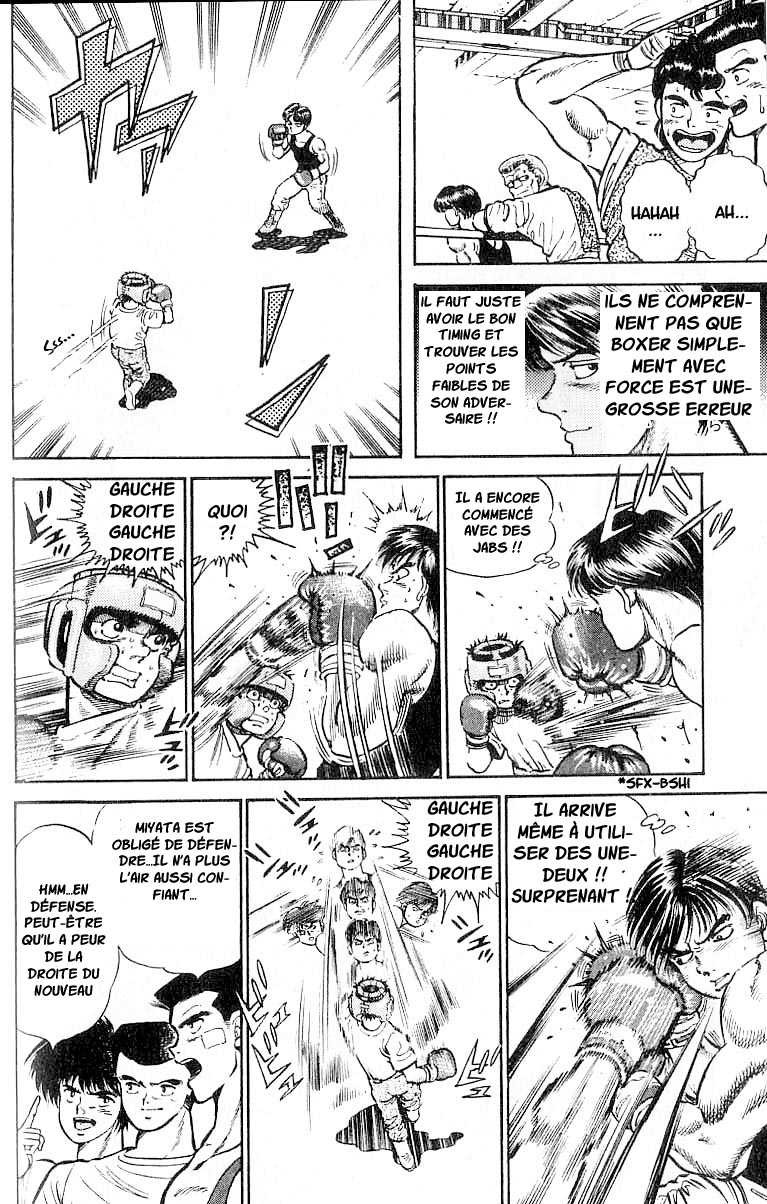 AH...
HAHAH
...
ILS NE COMPREN-
NENT PAS QUE
BOXER SIMPLE-
MENT AVEC
FORCE EST UNE-
GROSSE ERREUR
IL FAUT JUSTE
AVOIR LE BON
TIMING ET
TROUVER LES
POINTS
FAIBLES DE
SON ADVER-
SAIRE !!
IL A ENCORE
COMMENCÉ
AVEC DES
JABS !!
*SFX-BSHI
QUOI
?!
GAUCHE
DROITE
GAUCHE
DROITE
IL ARRIVE
MÊME À UTILI-
SER DES UNE-
DEUX !!
SURPRENANT !
GAUCHE
DROITE
GAUCHE
DROITE
MIYATA EST
OBLIGÉ DE DÉFEN-
DRE...IL N'A PLUS
L'AIR AUSSI CON-
FIANT...
HMM...EN
DÉFENSE.
PEUT-ÊTRE
QU'IL A PEUR
DE LA
DROITE DU
NOUVEAU